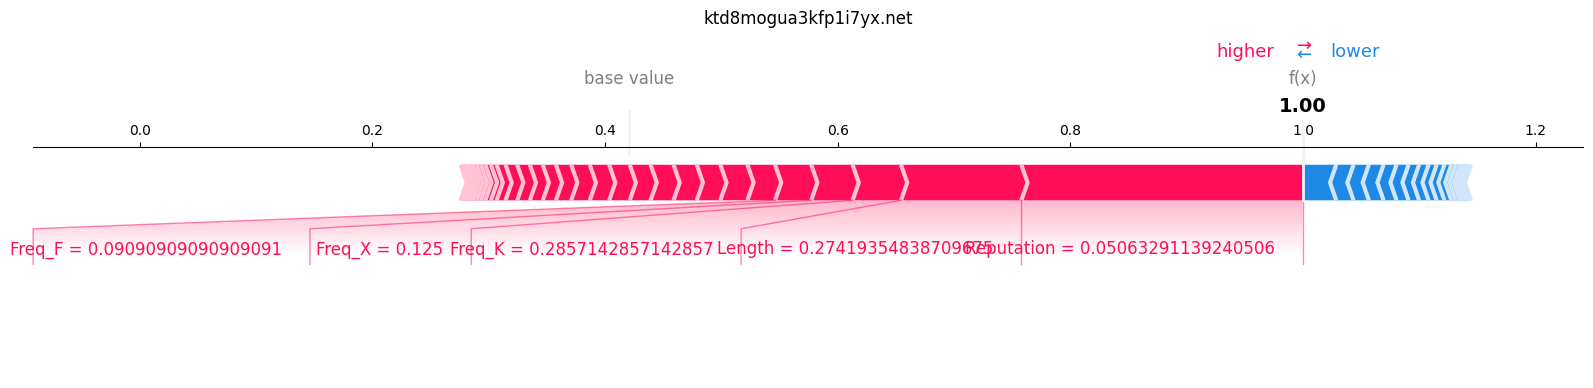 ktd8mogua3kfp1i7yx.net
higher ⇄ lower
base value
f(x)
1.00
0.0 0.2 0.4 0.6 0.8 1.0 1.2
Freq_F = 0.09090909090909091 Freq_X = 0.125 Freq_K = 0.2857142857142857 Length = 0.27419354838709675 Reputation = 0.05063291139240506